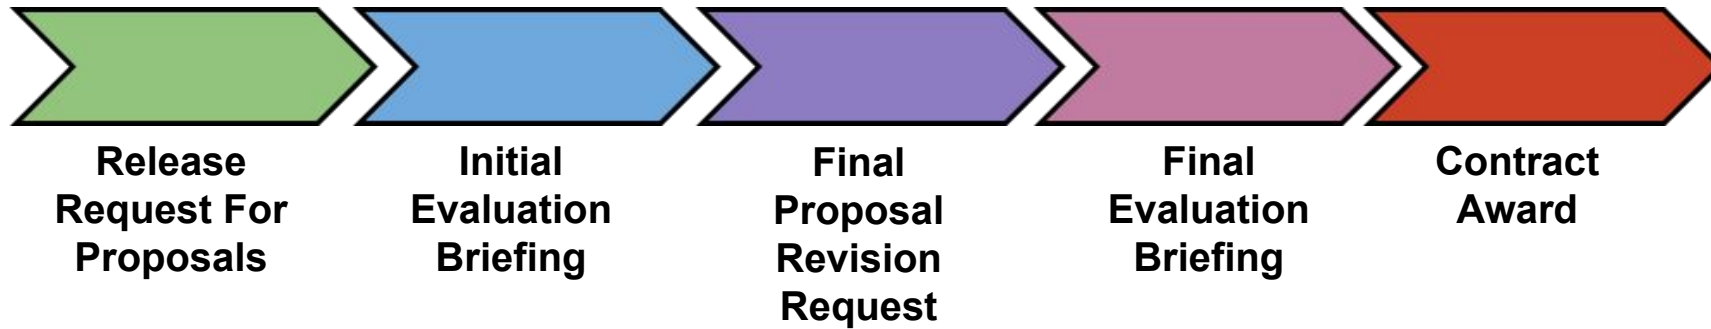 Release
Request For
Proposals
Initial
Evaluation
Briefing
Final
Proposal
Revision
Request
Final
Evaluation
Briefing
Contract
Award